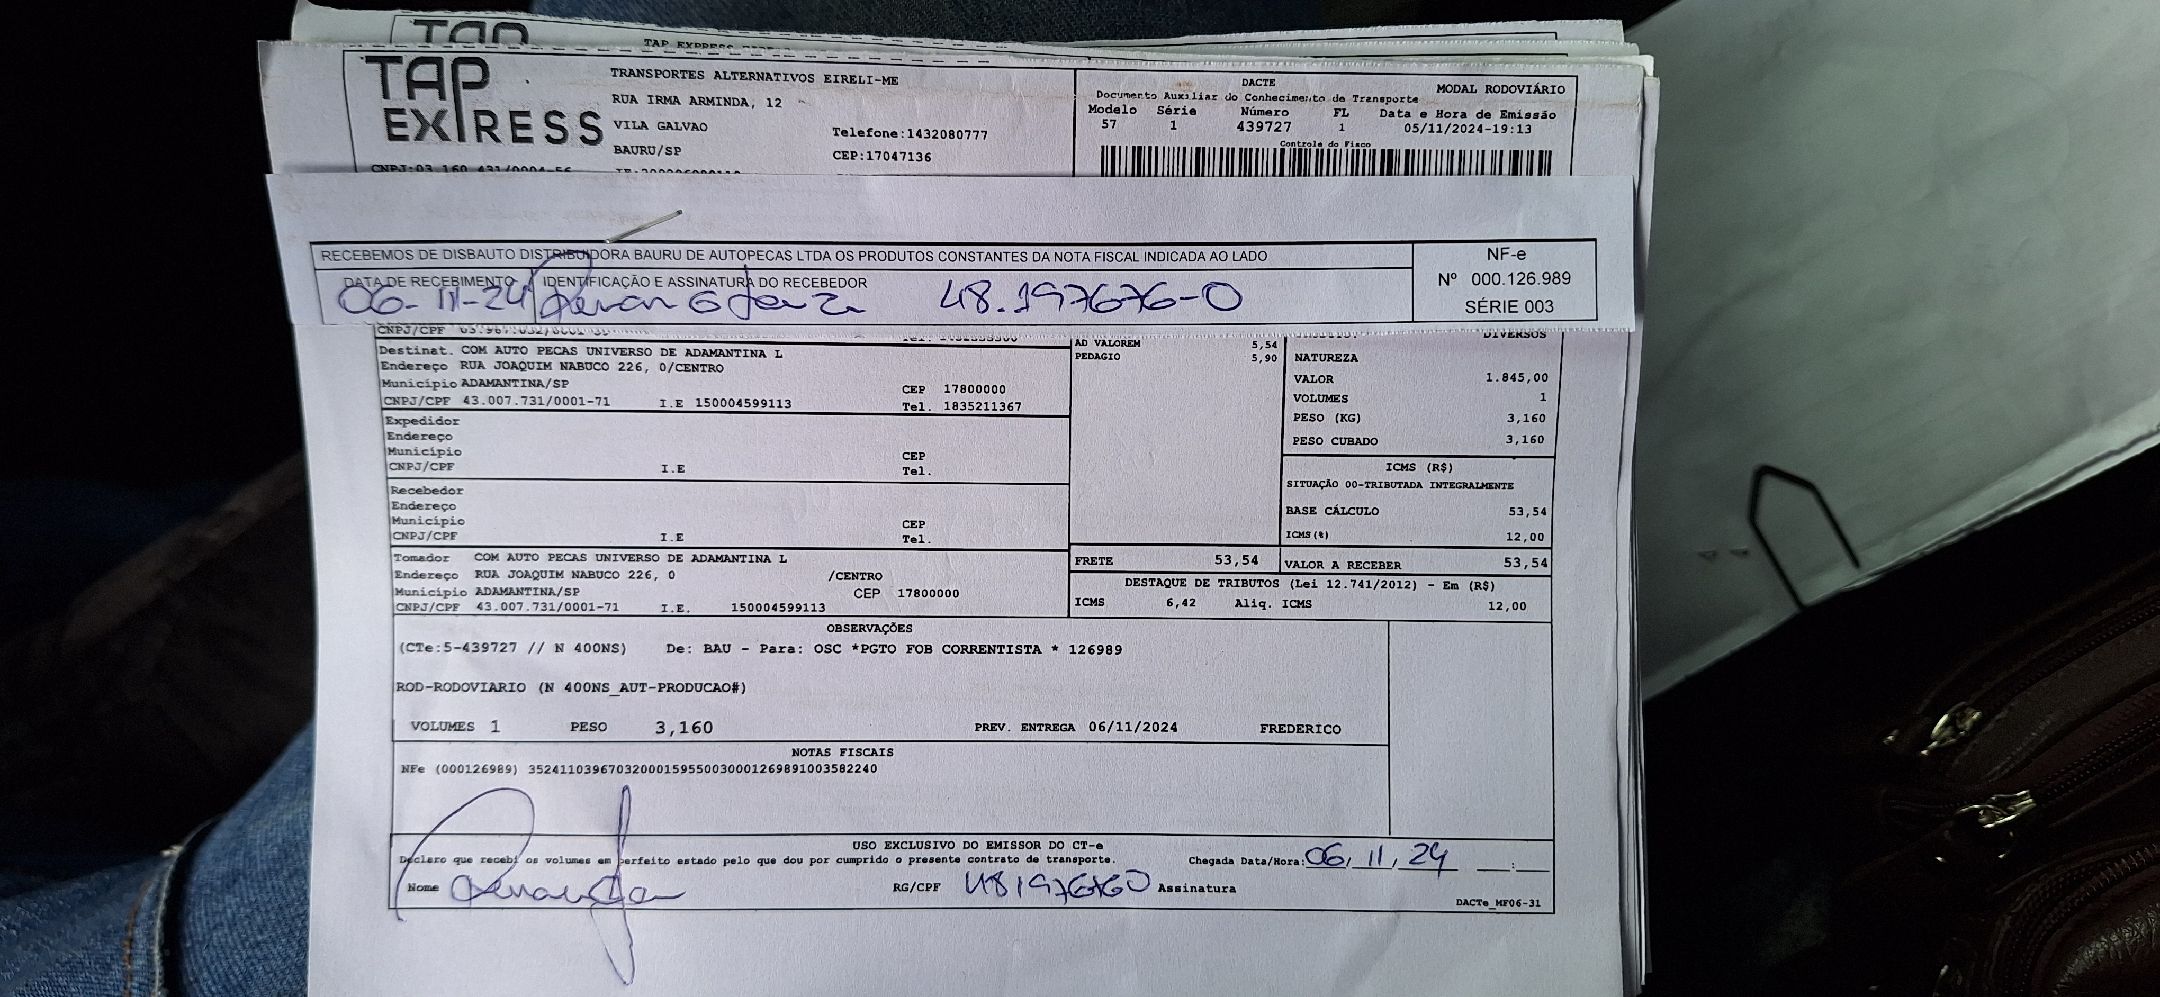 TAP
TAP EXPRESS
TRANSPORTES ALTERNATIVOS EIRELI-ME
RUA IRMA ARMINDA, 12
VILA GALVAO
BAURU/SP
Telefone:1432080777
CEP:17047136
CNPJ:03.160.431/0004-56
DACTE
MODAL RODOVIÁRIO
Documento Auxiliar do Conhecimento de Transporte
Modelo Série Número FL Data e Hora de Emissão
57 1 439727 1 05/11/2024-19:13
Controle do Fisco
RECEBEMOS DE DISBAUTO DISTRIBUIDORA BAURU DE AUTOPECAS LTDA OS PRODUTOS CONSTANTES DA NOTA FISCAL INDICADA AO LADO
DATA DE RECEBIMENTO IDENTIFICAÇÃO E ASSINATURA DO RECEBEDOR
06-11-24 48.197676-0
NF-e
Nº 000.126.989
SÉRIE 003
CNPJ/CPF
Destinat. COM AUTO PECAS UNIVERSO DE ADAMANTINA L
Endereço RUA JOAQUIM NABUCO 226, 0/CENTRO
Município ADAMANTINA/SP CEP 17800000
CNPJ/CPF 43.007.731/0001-71 I.E 150004599113 Tel. 1835211367
Expedidor
Endereço
Município CEP
CNPJ/CPF I.E Tel.
Recebedor
Endereço
Município CEP
CNPJ/CPF I.E Tel.
Tomador COM AUTO PECAS UNIVERSO DE ADAMANTINA L
Endereço RUA JOAQUIM NABUCO 226, 0 /CENTRO
Município ADAMANTINA/SP CEP 17800000
CNPJ/CPF 43.007.731/0001-71 I.E. 150004599113
AD VALOREM 5,54
PEDAGIO 5,90
DIVERSOS
NATUREZA
VALOR 1.845,00
VOLUMES 1
PESO (KG) 3,160
PESO CUBADO 3,160
ICMS (R$)
SITUAÇÃO 00-TRIBUTADA INTEGRALMENTE
BASE CÁLCULO 53,54
ICMS(%) 12,00
FRETE 53,54 VALOR A RECEBER 53,54
DESTAQUE DE TRIBUTOS (Lei 12.741/2012) - Em (R$)
ICMS 6,42 Aliq. ICMS 12,00
OBSERVAÇÕES
(CTe:5-439727 // N 400NS) De: BAU - Para: OSC *PGTO FOB CORRENTISTA * 126989
ROD-RODOVIARIO (N 400NS_AUT-PRODUCAO#)
VOLUMES 1 PESO 3,160 PREV. ENTREGA 06/11/2024 FREDERICO
NOTAS FISCAIS
NFe (000126989) 35241103967032000159550030001269891003582240
USO EXCLUSIVO DO EMISSOR DO CT-e
Declaro que recebi os volumes em perfeito estado pelo que dou por cumprido o presente contrato de transporte.
Chegada Data/Hora: 06, 11, 24 :
Nome RG/CPF 481976760 Assinatura
DACTe_MF06-31